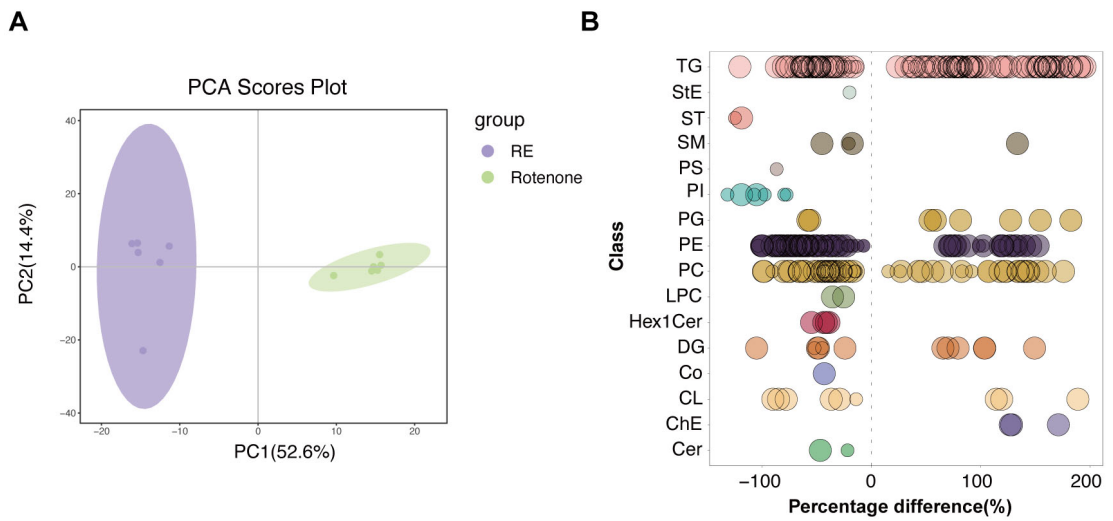 A
PCA Scores Plot
40
20
0
−20
−40
−20
−10
0
10
20
PC2(14.4%)
PC1(52.6%)
group
RE
Rotenone
B
Class
TG
StE
ST
SM
PS
PI
PG
PE
PC
LPC
Hex1Cer
DG
Co
CL
ChE
Cer
−100
0
100
200
Percentage difference(%)